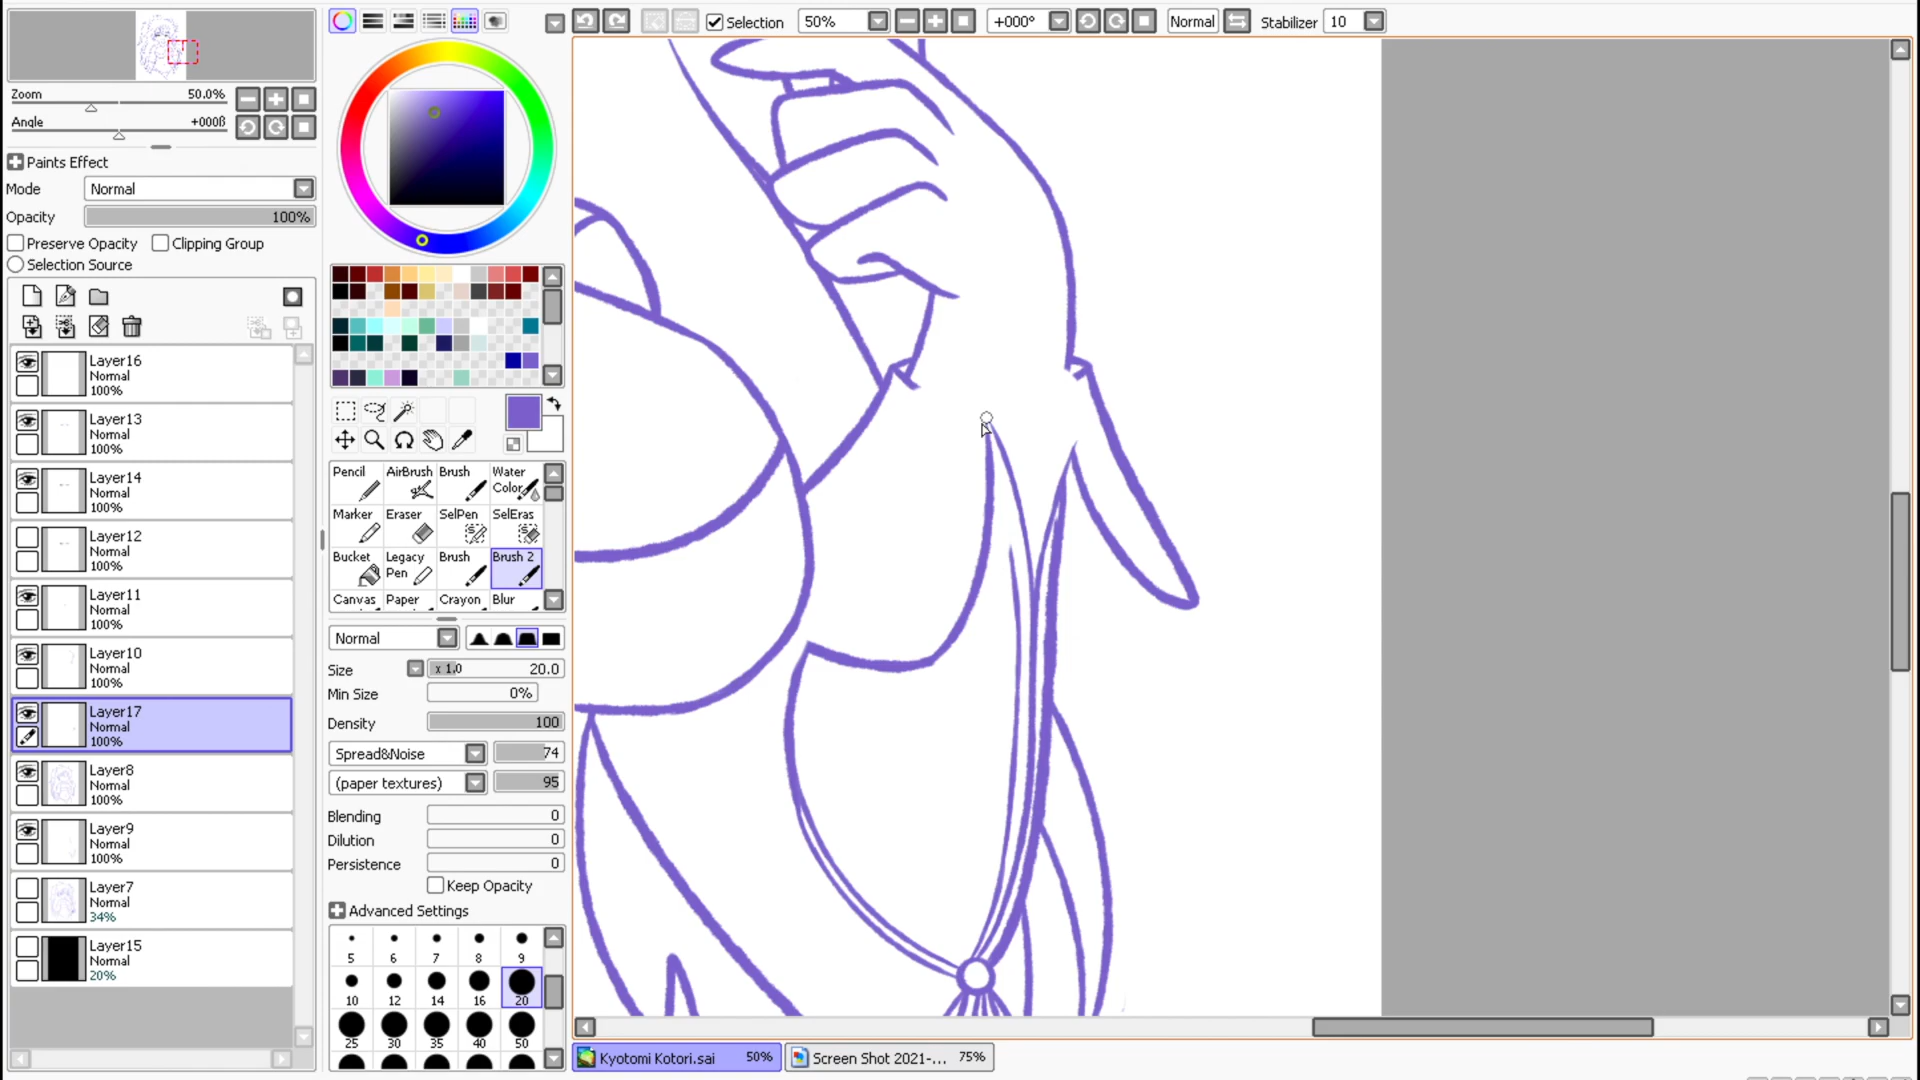 Selection
50%
+000°
Normal
Stabilizer
10
Zoom
50.0%
Angle
+000ß
Paints Effect
Mode
Normal
Opacity
100%
Preserve Opacity
Clipping Group
Selection Source
Layer16
Normal
100%
Layer13
Normal
100%
Layer14
Normal
100%
Layer12
Normal
100%
Layer11
Normal
100%
Layer10
Normal
100%
Layer17
Normal
100%
Layer8
Normal
100%
Layer9
Normal
100%
Layer7
Normal
34%
Layer15
Normal
20%
Pencil
AirBrush
Brush
Water Color
Marker
Eraser
SelPen
SelEras
Bucket
Legacy Pen
Brush
Brush 2
Canvas
Paper
Crayon
Blur
Normal
Size
x 1.0
20.0
Min Size
0%
Density
100
Spread&Noise
74
(paper textures)
95
Blending
0
Dilution
0
Persistence
0
Keep Opacity
Advanced Settings
5
6
7
8
9
10
12
14
16
20
25
30
35
40
50
Kyotomi Kotori.sai
50%
Screen Shot 2021-...
75%